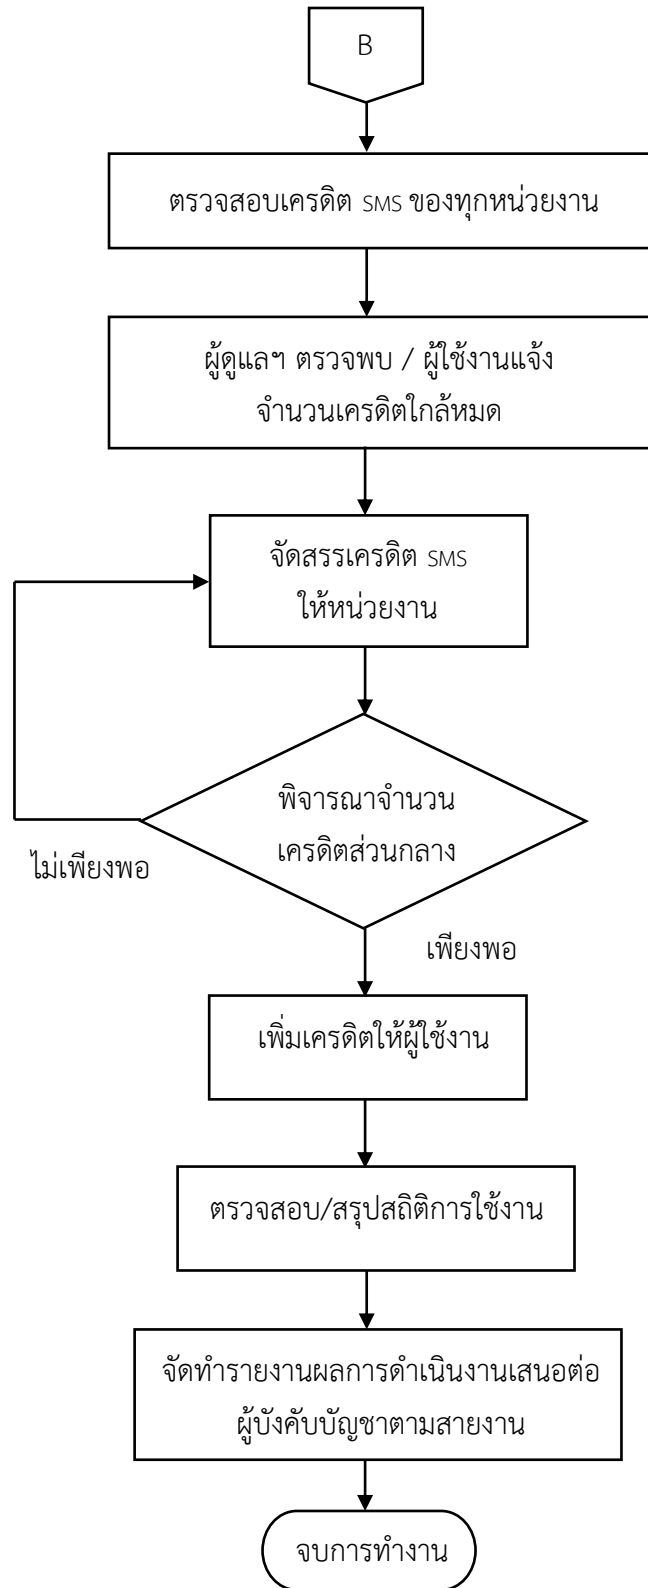 B
ตรวจสอบเครดิต SMS ของทุกหน่วยงาน
ผู้ดูแลฯ ตรวจพบ / ผู้ใช้งานแจ้ง
จำนวนเครดิตใกล้หมด
จัดสรรเครดิต SMS
ให้หน่วยงาน
พิจารณาจำนวน
เครดิตส่วนกลาง
ไม่เพียงพอ
เพียงพอ
เพิ่มเครดิตให้ผู้ใช้งาน
ตรวจสอบ/สรุปสถิติการใช้งาน
จัดทำรายงานผลการดำเนินงานเสนอต่อ
ผู้บังคับบัญชาตามสายงาน
จบการทำงาน